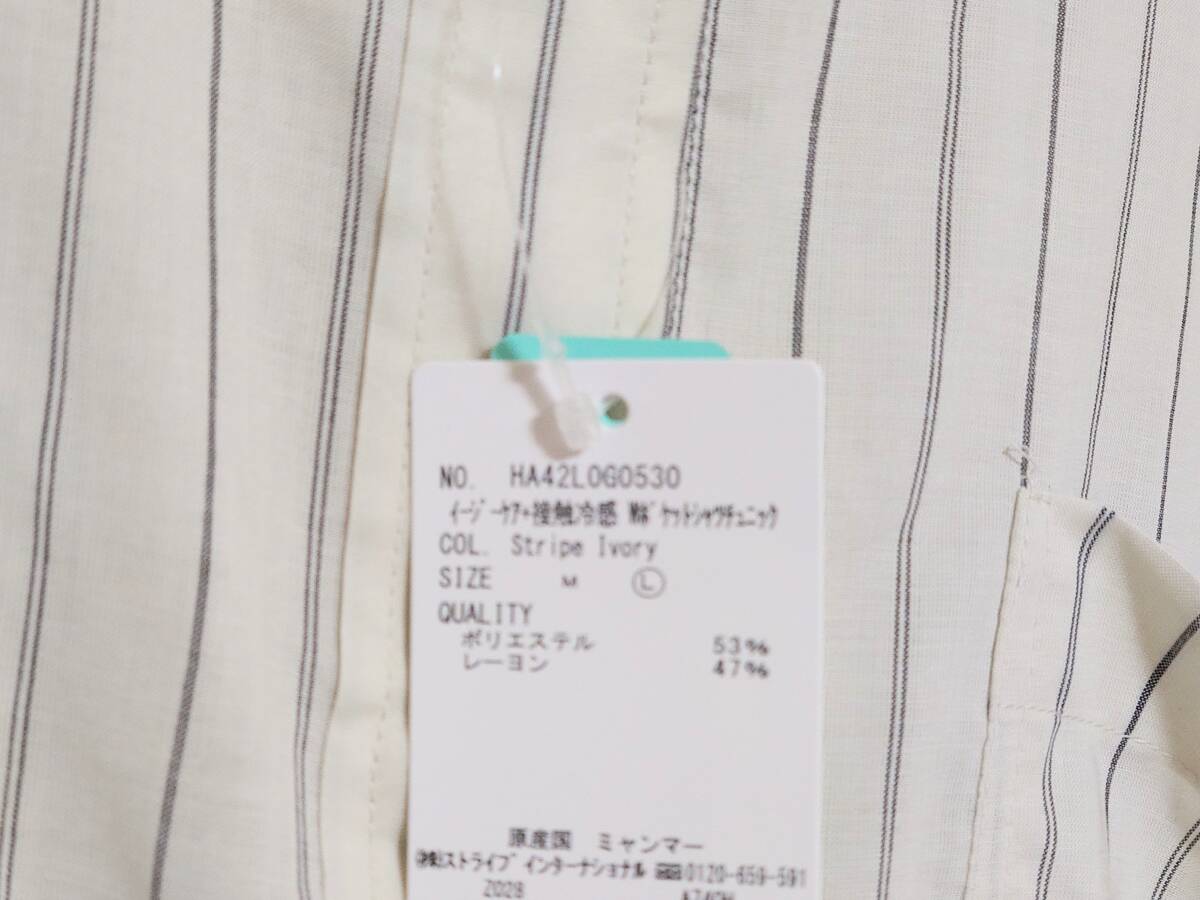 NO. HA42L0G0530
ｲｰｼﾞｰｹｱ+接触冷感 Wﾎﾟｹｯﾄｼｬﾂﾁｭﾆｯｸ
COL. Stripe Ivory
SIZE M Ⓛ
QUALITY
ポリエステル 53%
レーヨン 47%
原産国 ミャンマー
㈱ｽﾄﾗｲﾌﾟｲﾝﾀｰﾅｼｮﾅﾙ 0120-659-591
Z028